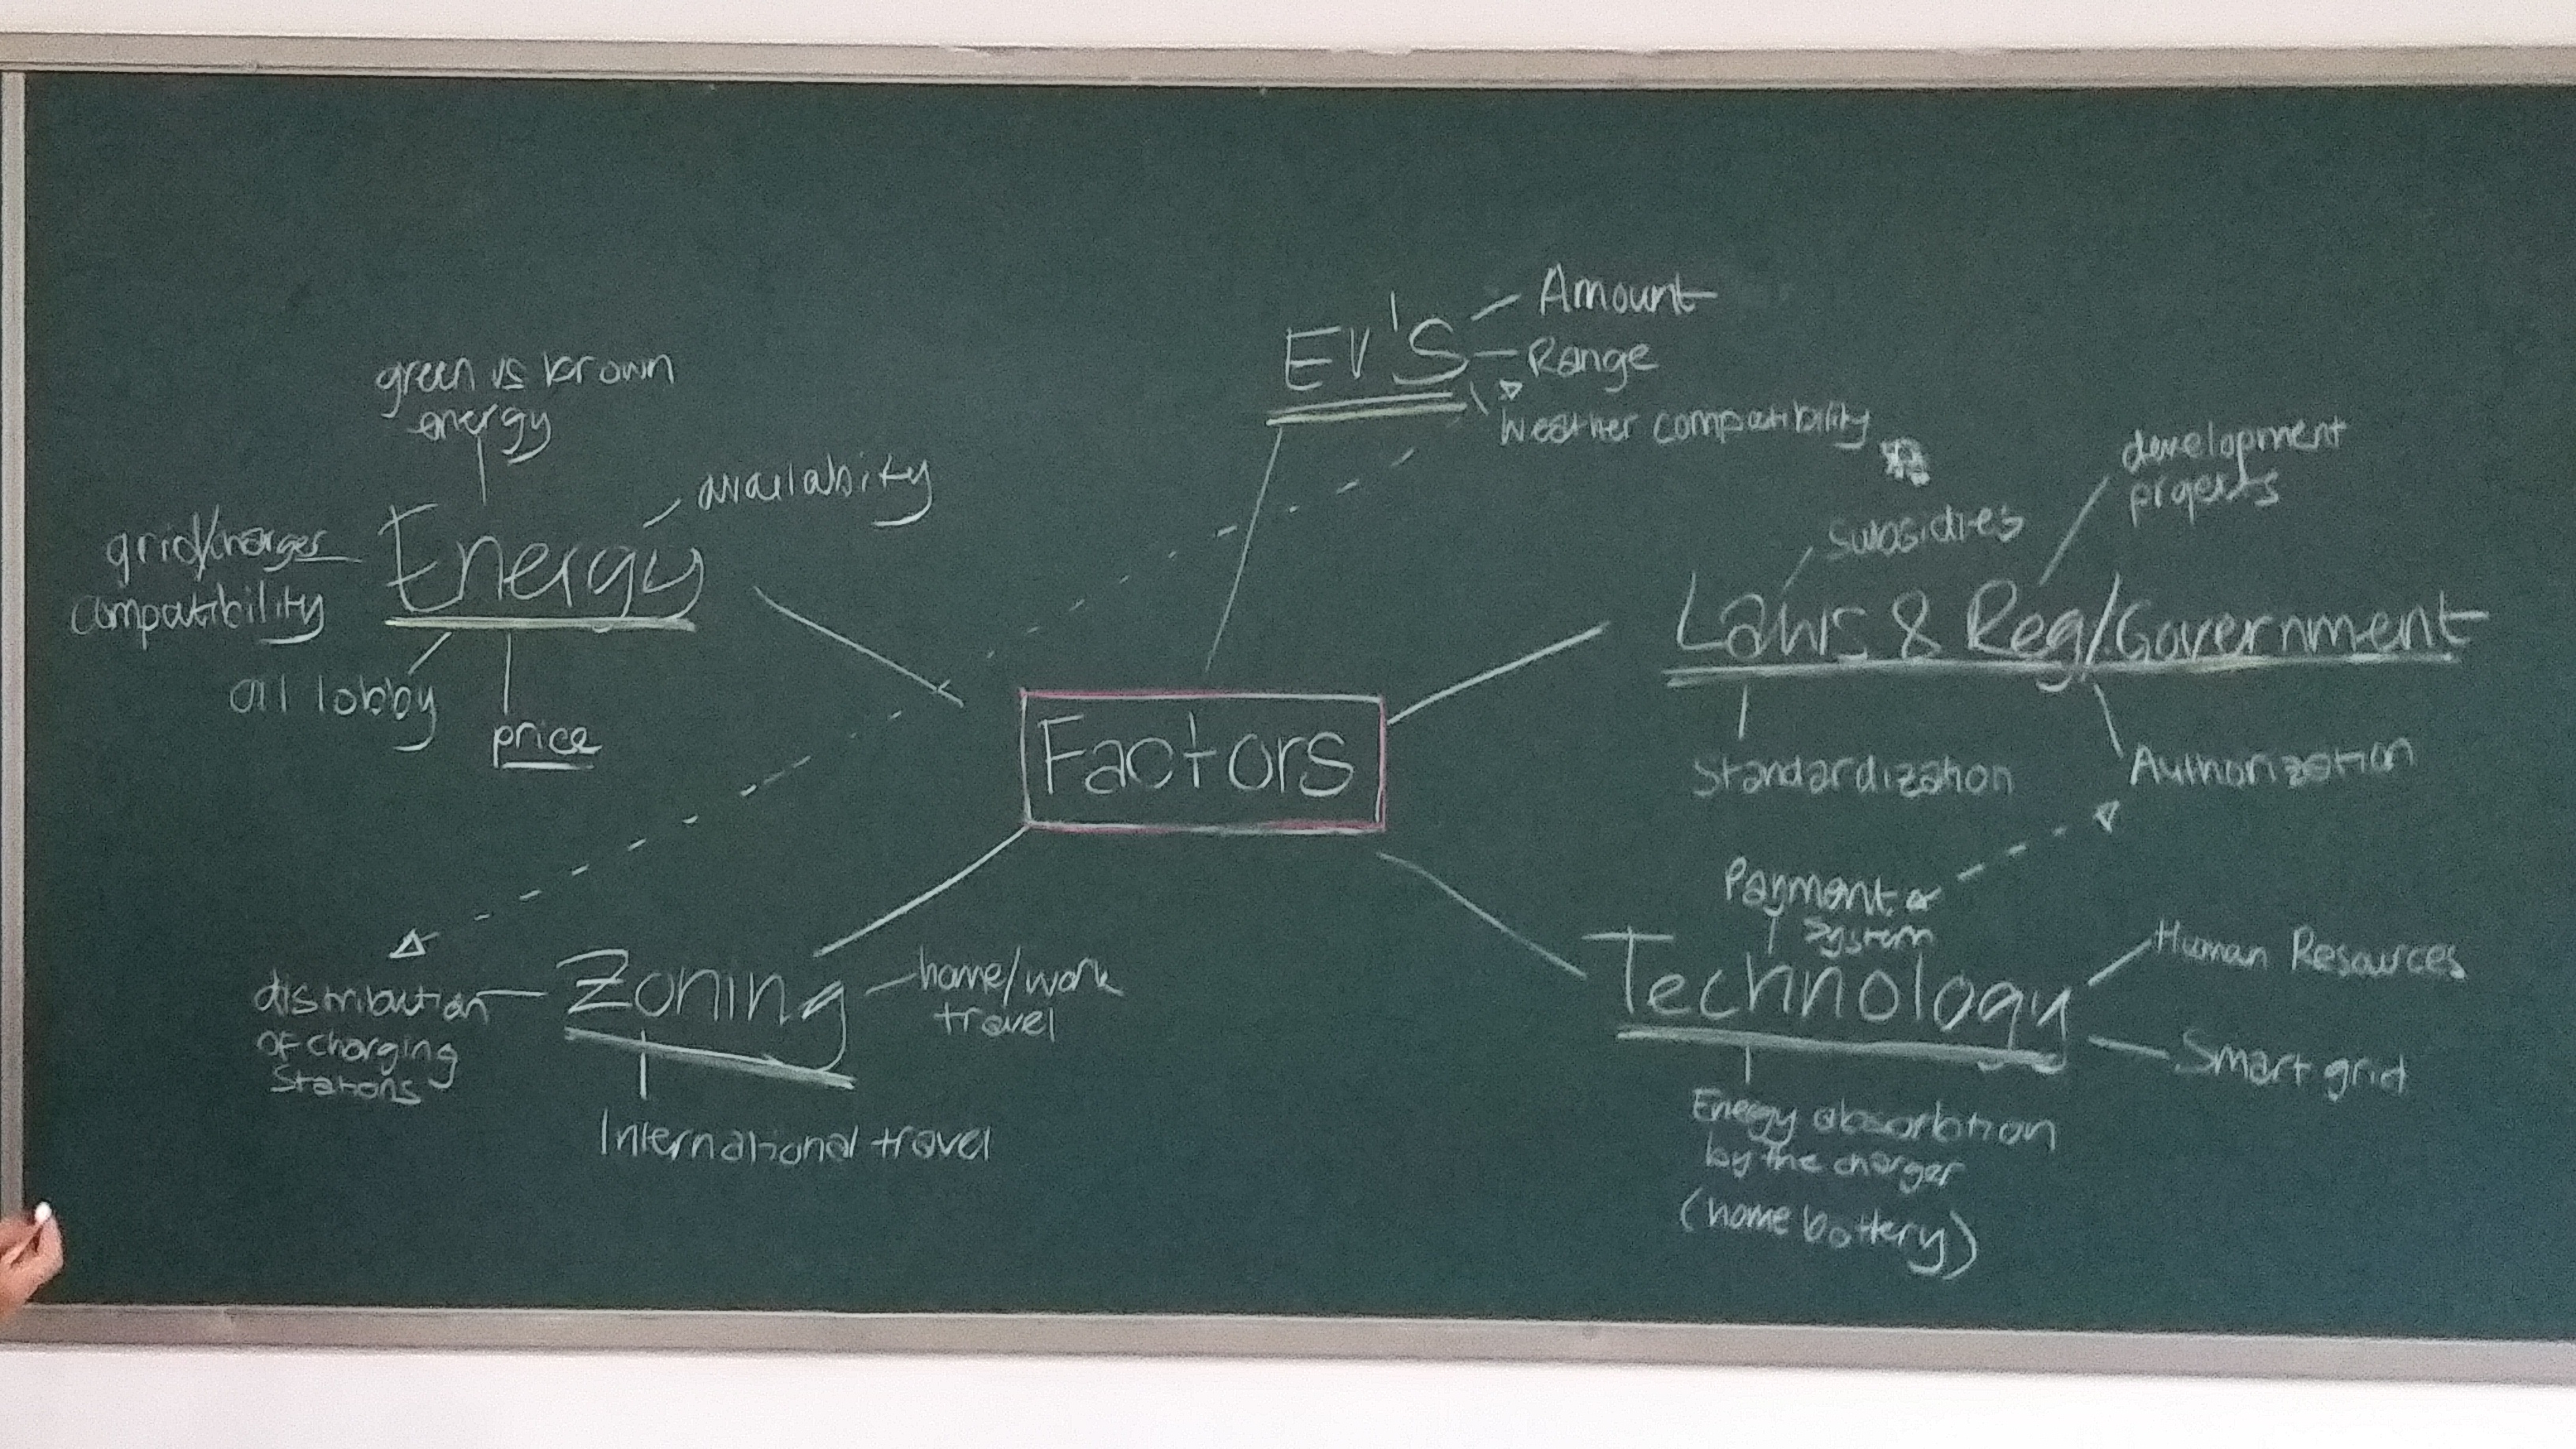 EV'S
Amount
Range
Weather compatibility
green vs brown
energy
availabity
grid/charger
compatibility
Energy
oil lobby
price
Factors
development
projects
Subsidies
Laws & Reg/Government
Standardization
Authorization
Zoning
home/work
travel
distribution
of charging
stations
International travel
Payment
system
Technology
Human Resources
Smart grid
Energy absorbtion
by the charger
(home battery)